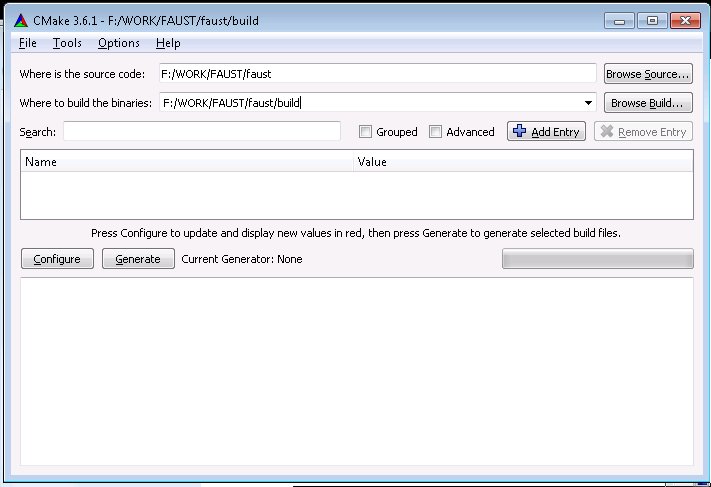 CMake 3.6.1 - F:/WORK/FAUST/faust/build
File Tools Options Help
Where is the source code: F:/WORK/FAUST/faust Browse Source...
Where to build the binaries: F:/WORK/FAUST/faust/build Browse Build...
Search: Grouped Advanced Add Entry Remove Entry
Name Value
Press Configure to update and display new values in red, then press Generate to generate selected build files.
Configure Generate Current Generator: None